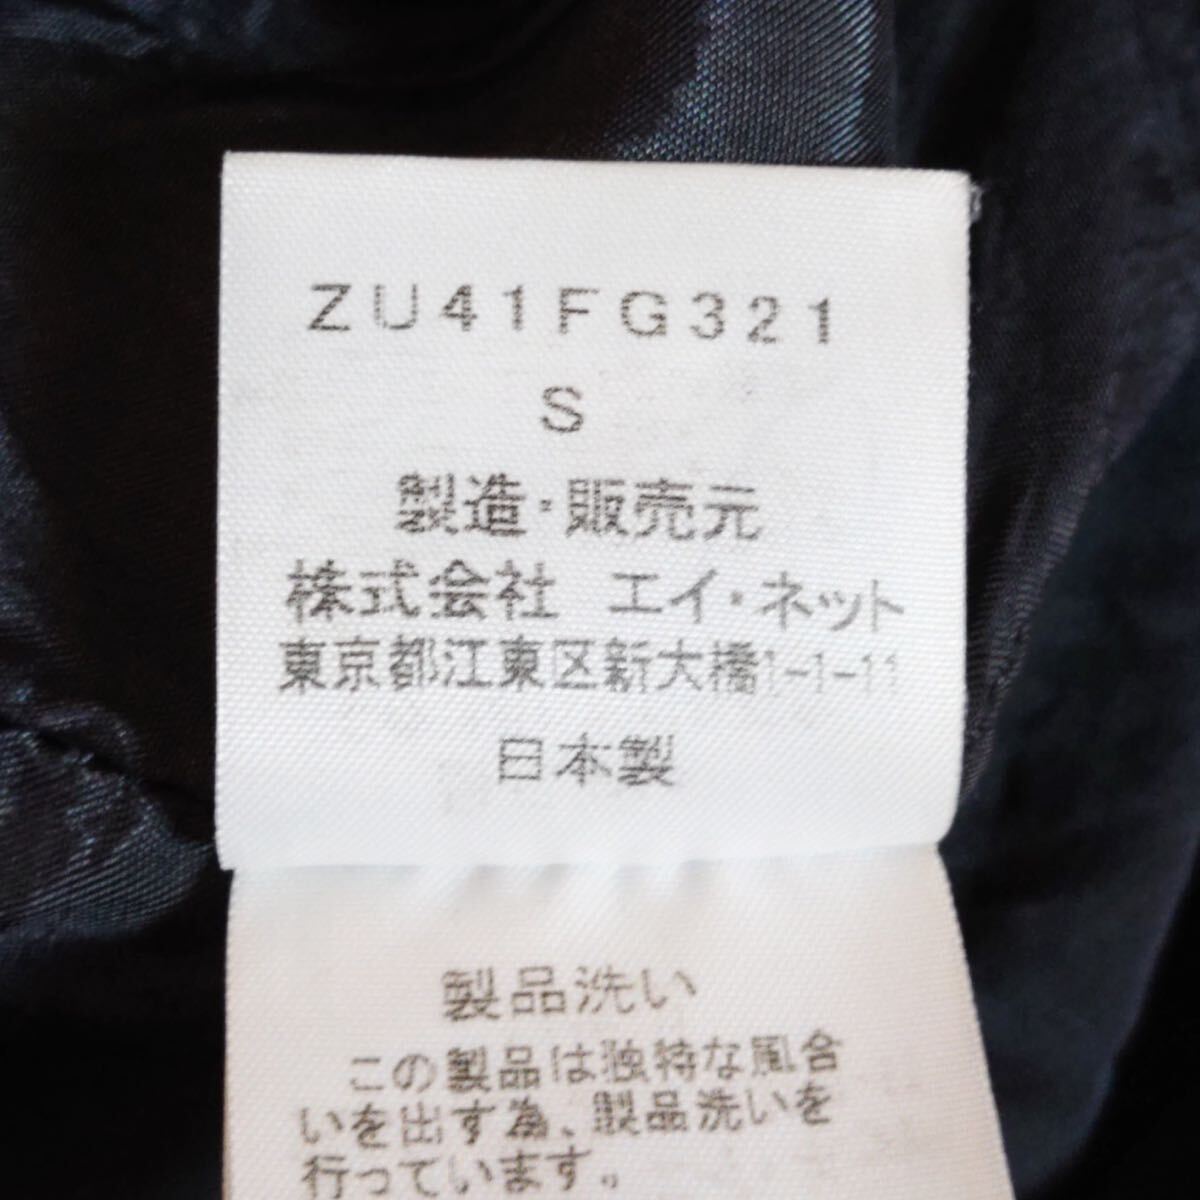 ZU41FG321
S
製造・販売元
株式会社 エイ・ネット
東京都江東区新大橋1-1-11
日本製
製品洗い
この製品は独特な風合
いを出す為、製品洗いを
行っています。